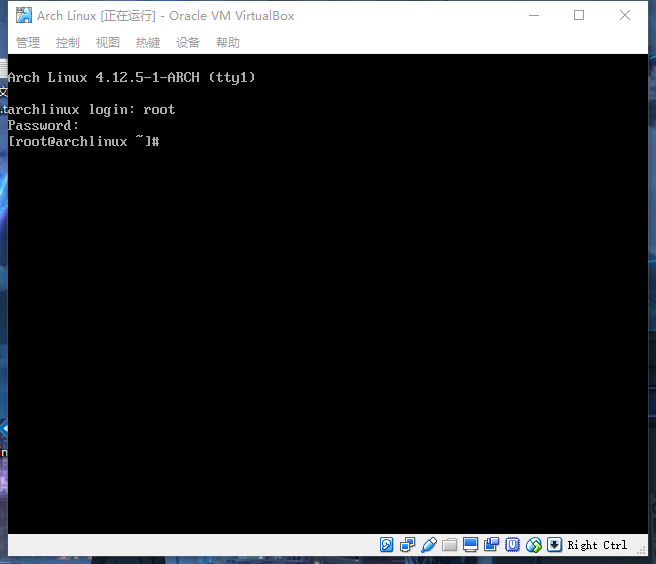 Arch Linux [正在运行] - Oracle VM VirtualBox
管理 控制 视图 热键 设备 帮助
Arch Linux 4.12.5-1-ARCH (tty1)
archlinux login: root
Password:
[root@archlinux ~]#
Right Ctrl